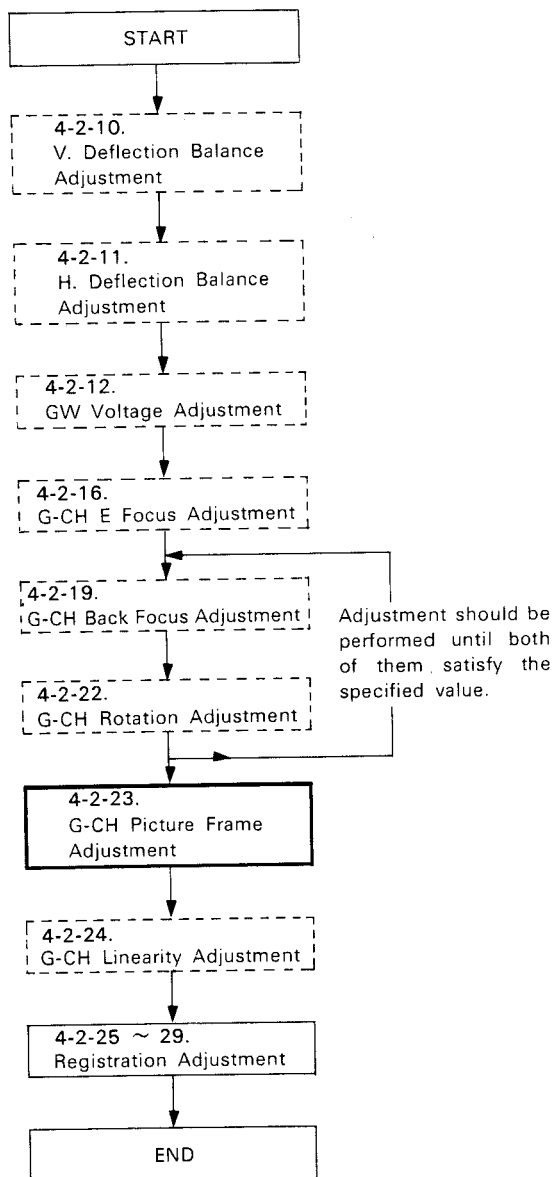 START
4-2-10.
V. Deflection Balance
Adjustment
4-2-11.
H. Deflection Balance
Adjustment
4-2-12.
GW Voltage Adjustment
4-2-16.
G-CH E Focus Adjustment
4-2-19.
G-CH Back Focus Adjustment
Adjustment should be
performed until both
of them satisfy the
specified value.
4-2-22.
G-CH Rotation Adjustment
4-2-23.
G-CH Picture Frame
Adjustment
4-2-24.
G-CH Linearity Adjustment
4-2-25 ~ 29.
Registration Adjustment
END